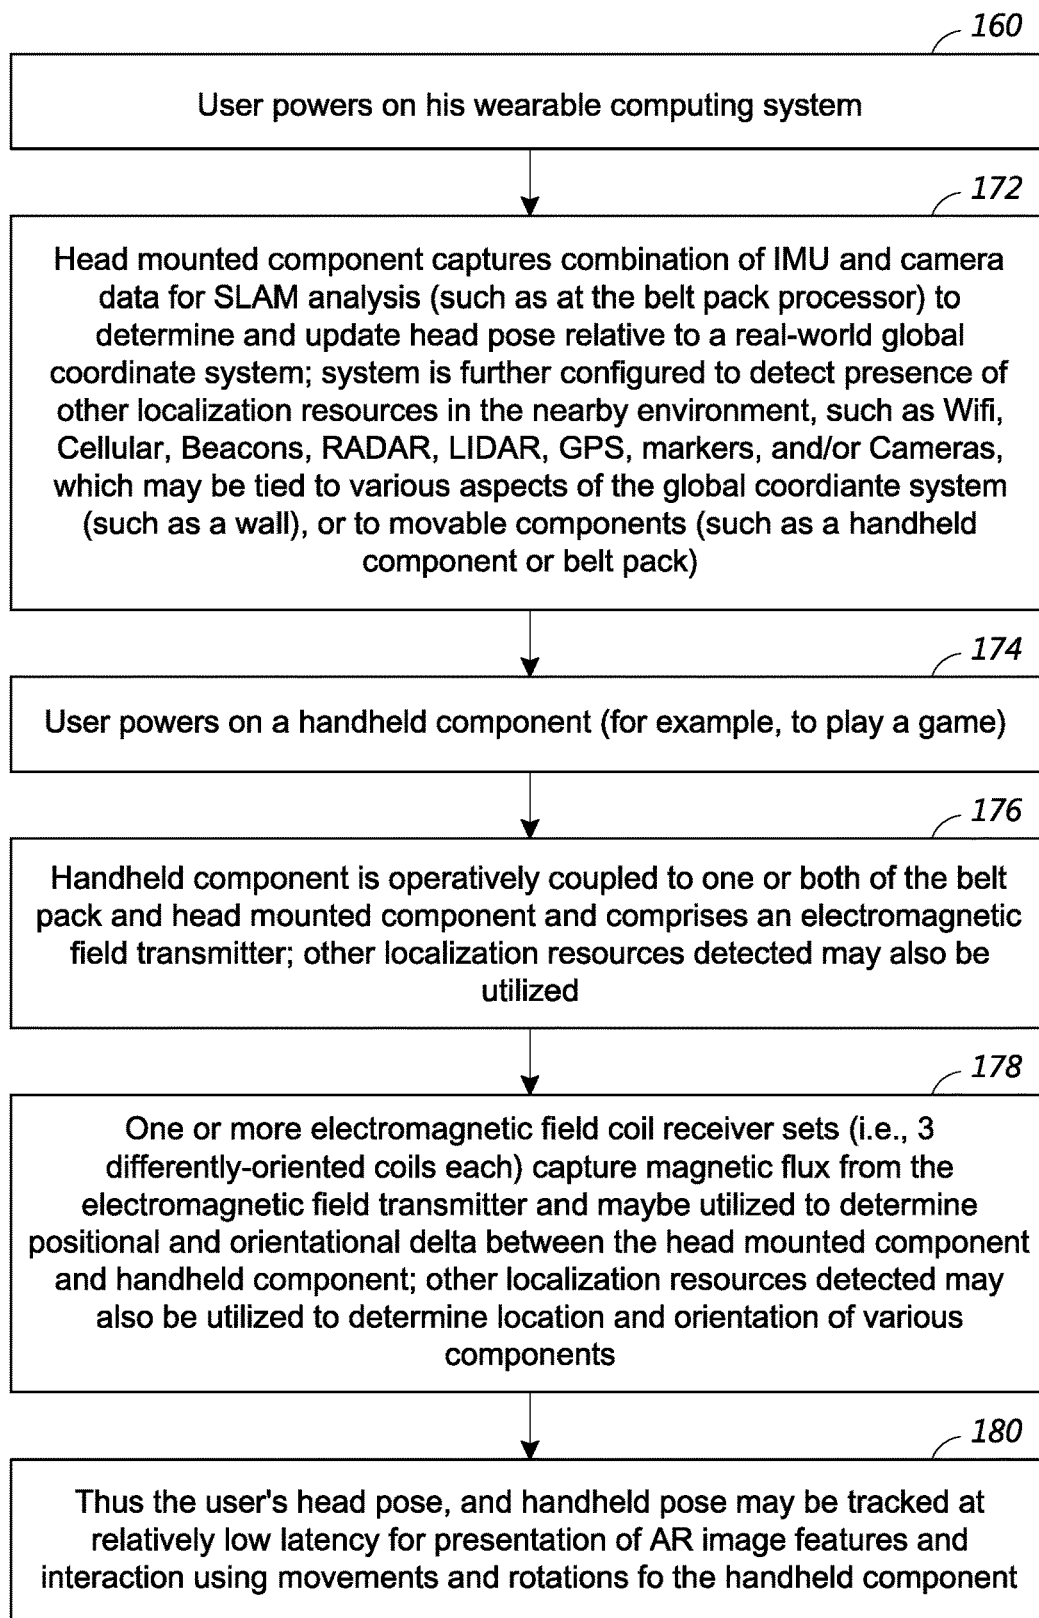 160
User powers on his wearable computing system
172
Head mounted component captures combination of IMU and camera
data for SLAM analysis (such as at the belt pack processor) to
determine and update head pose relative to a real-world global
coordinate system; system is further configured to detect presence of
other localization resources in the nearby environment, such as Wifi,
Cellular, Beacons, RADAR, LIDAR, GPS, markers, and/or Cameras,
which may be tied to various aspects of the global coordiante system
(such as a wall), or to movable components (such as a handheld
component or belt pack)
174
User powers on a handheld component (for example, to play a game)
176
Handheld component is operatively coupled to one or both of the belt
pack and head mounted component and comprises an electromagnetic
field transmitter; other localization resources detected may also be
utilized
178
One or more electromagnetic field coil receiver sets (i.e., 3
differently-oriented coils each) capture magnetic flux from the
electromagnetic field transmitter and maybe utilized to determine
positional and orientational delta between the head mounted component
and handheld component; other localization resources detected may
also be utilized to determine location and orientation of various
components
180
Thus the user's head pose, and handheld pose may be tracked at
relatively low latency for presentation of AR image features and
interaction using movements and rotations fo the handheld component